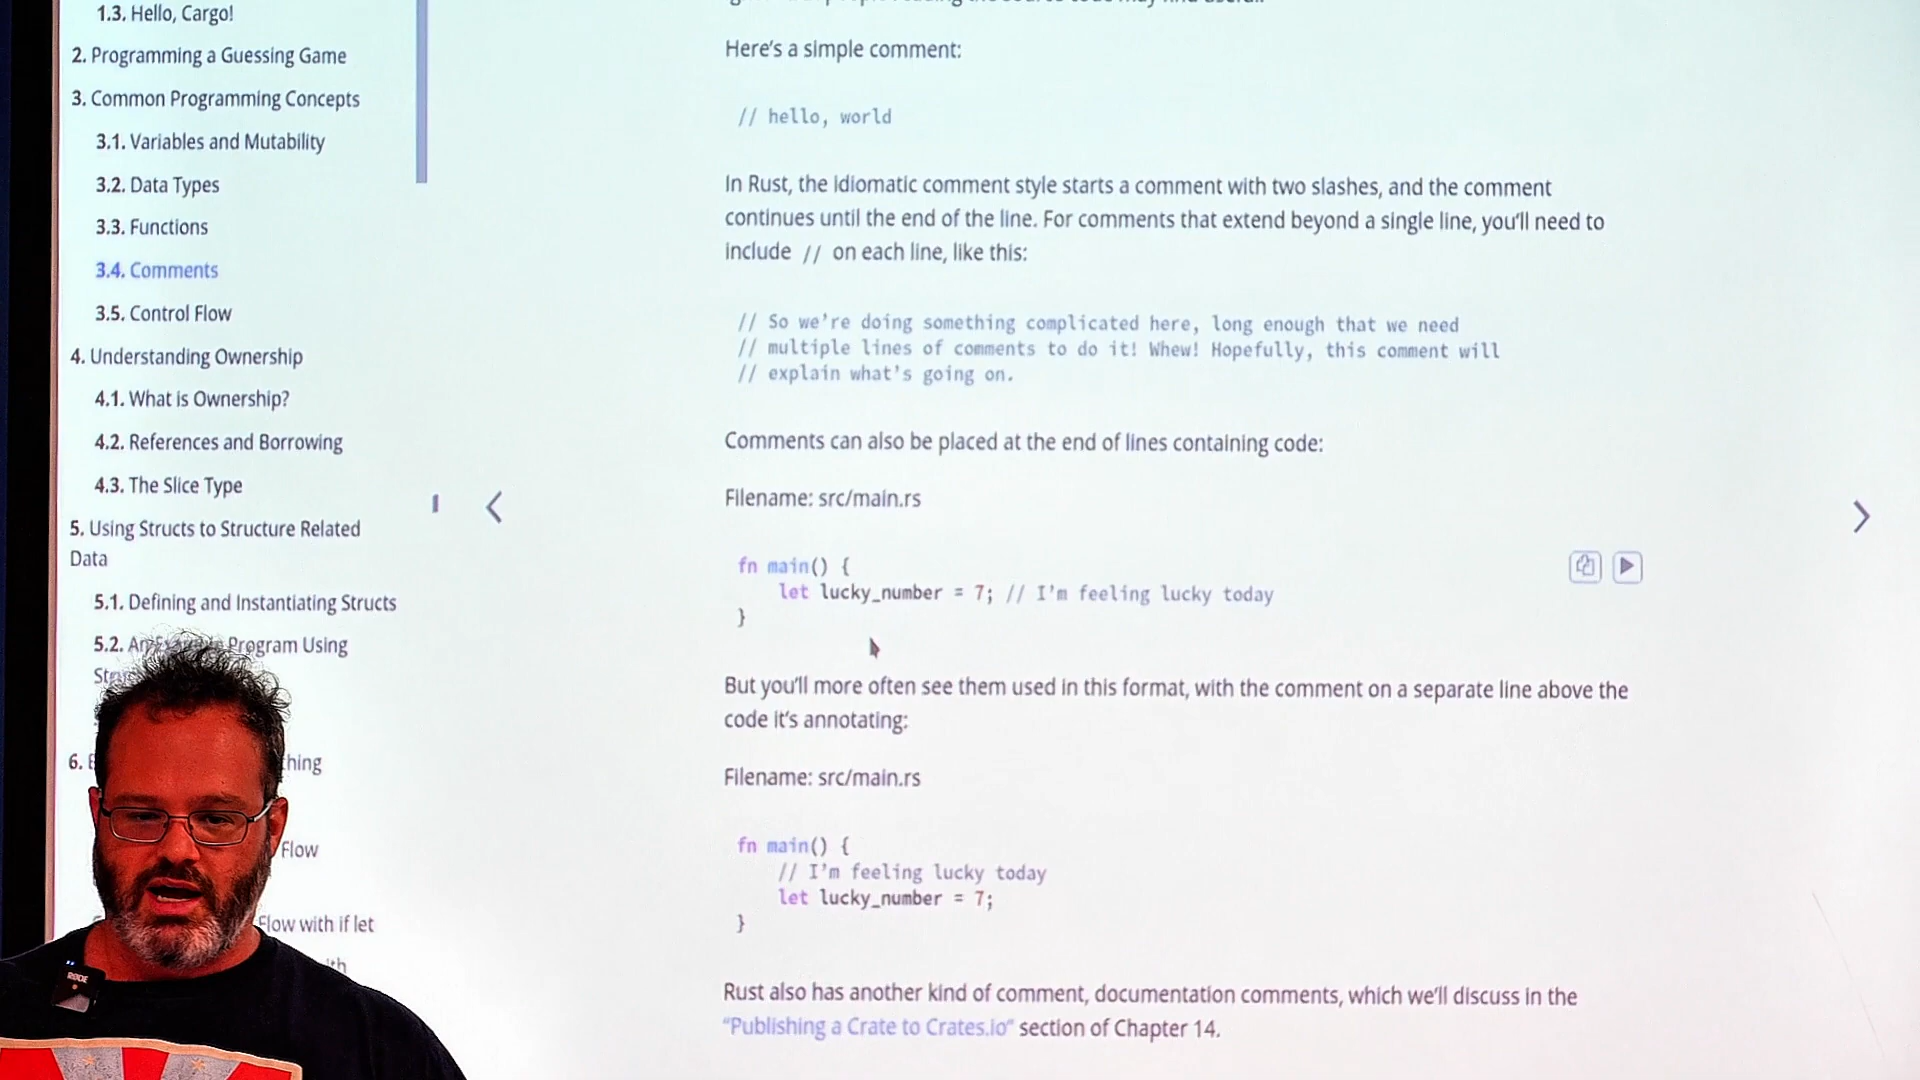 1.3. Hello, Cargo!
2. Programming a Guessing Game
3. Common Programming Concepts
3.1. Variables and Mutability
3.2. Data Types
3.3. Functions
3.4. Comments
3.5. Control Flow
4. Understanding Ownership
4.1. What is Ownership?
4.2. References and Borrowing
4.3. The Slice Type
5. Using Structs to Structure Related
Data
5.1. Defining and Instantiating Structs
5.2. An Program Using
6.
Flow
Flow with if let
Here's a simple comment:
// hello, world
In Rust, the idiomatic comment style starts a comment with two slashes, and the comment
continues until the end of the line. For comments that extend beyond a single line, you'll need to
include // on each line, like this:
// So we're doing something complicated here, long enough that we need
// multiple lines of comments to do it! Whew! Hopefully, this comment will
// explain what's going on.
Comments can also be placed at the end of lines containing code:
Filename: src/main.rs
fn main() {
let lucky_number = 7; // I'm feeling lucky today
}
But you'll more often see them used in this format, with the comment on a separate line above the
code it's annotating:
Filename: src/main.rs
fn main() {
// I'm feeling lucky today
let lucky_number = 7;
}
Rust also has another kind of comment, documentation comments, which we'll discuss in the
"Publishing a Crate to Crates.io" section of Chapter 14.
RODE